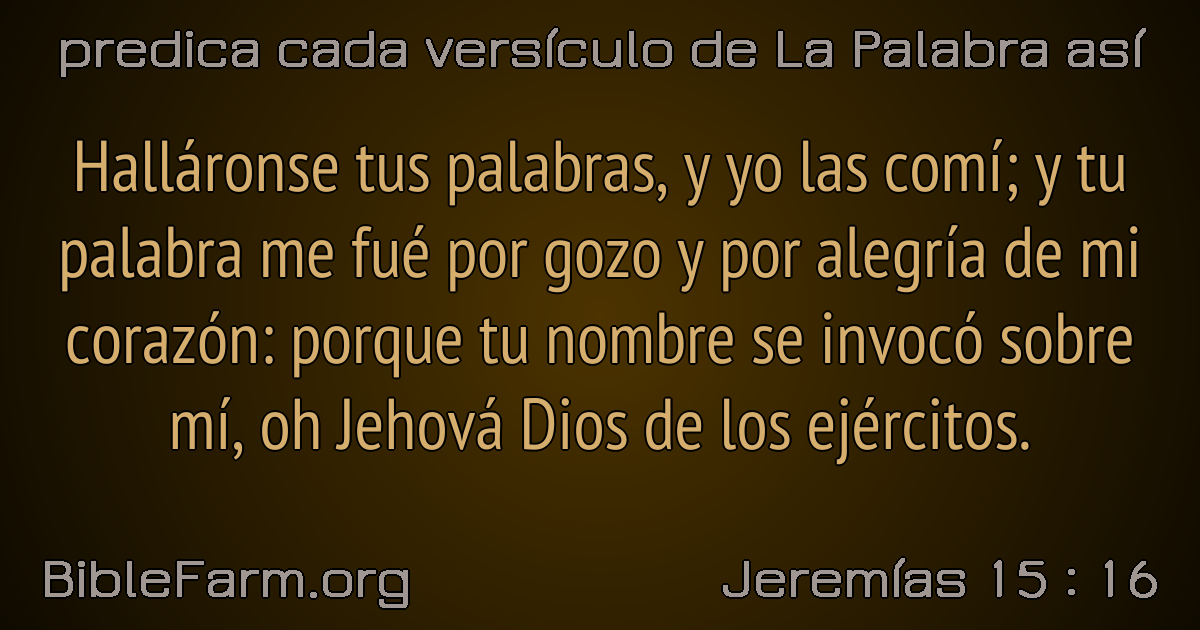 predica cada versículo de La Palabra así
Halláronse tus palabras, y yo las comí; y tu
palabra me fué por gozo y por alegría de mi
corazón: porque tu nombre se invocó sobre
mí, oh Jehová Dios de los ejércitos.
BibleFarm.org
Jeremías 15 : 16